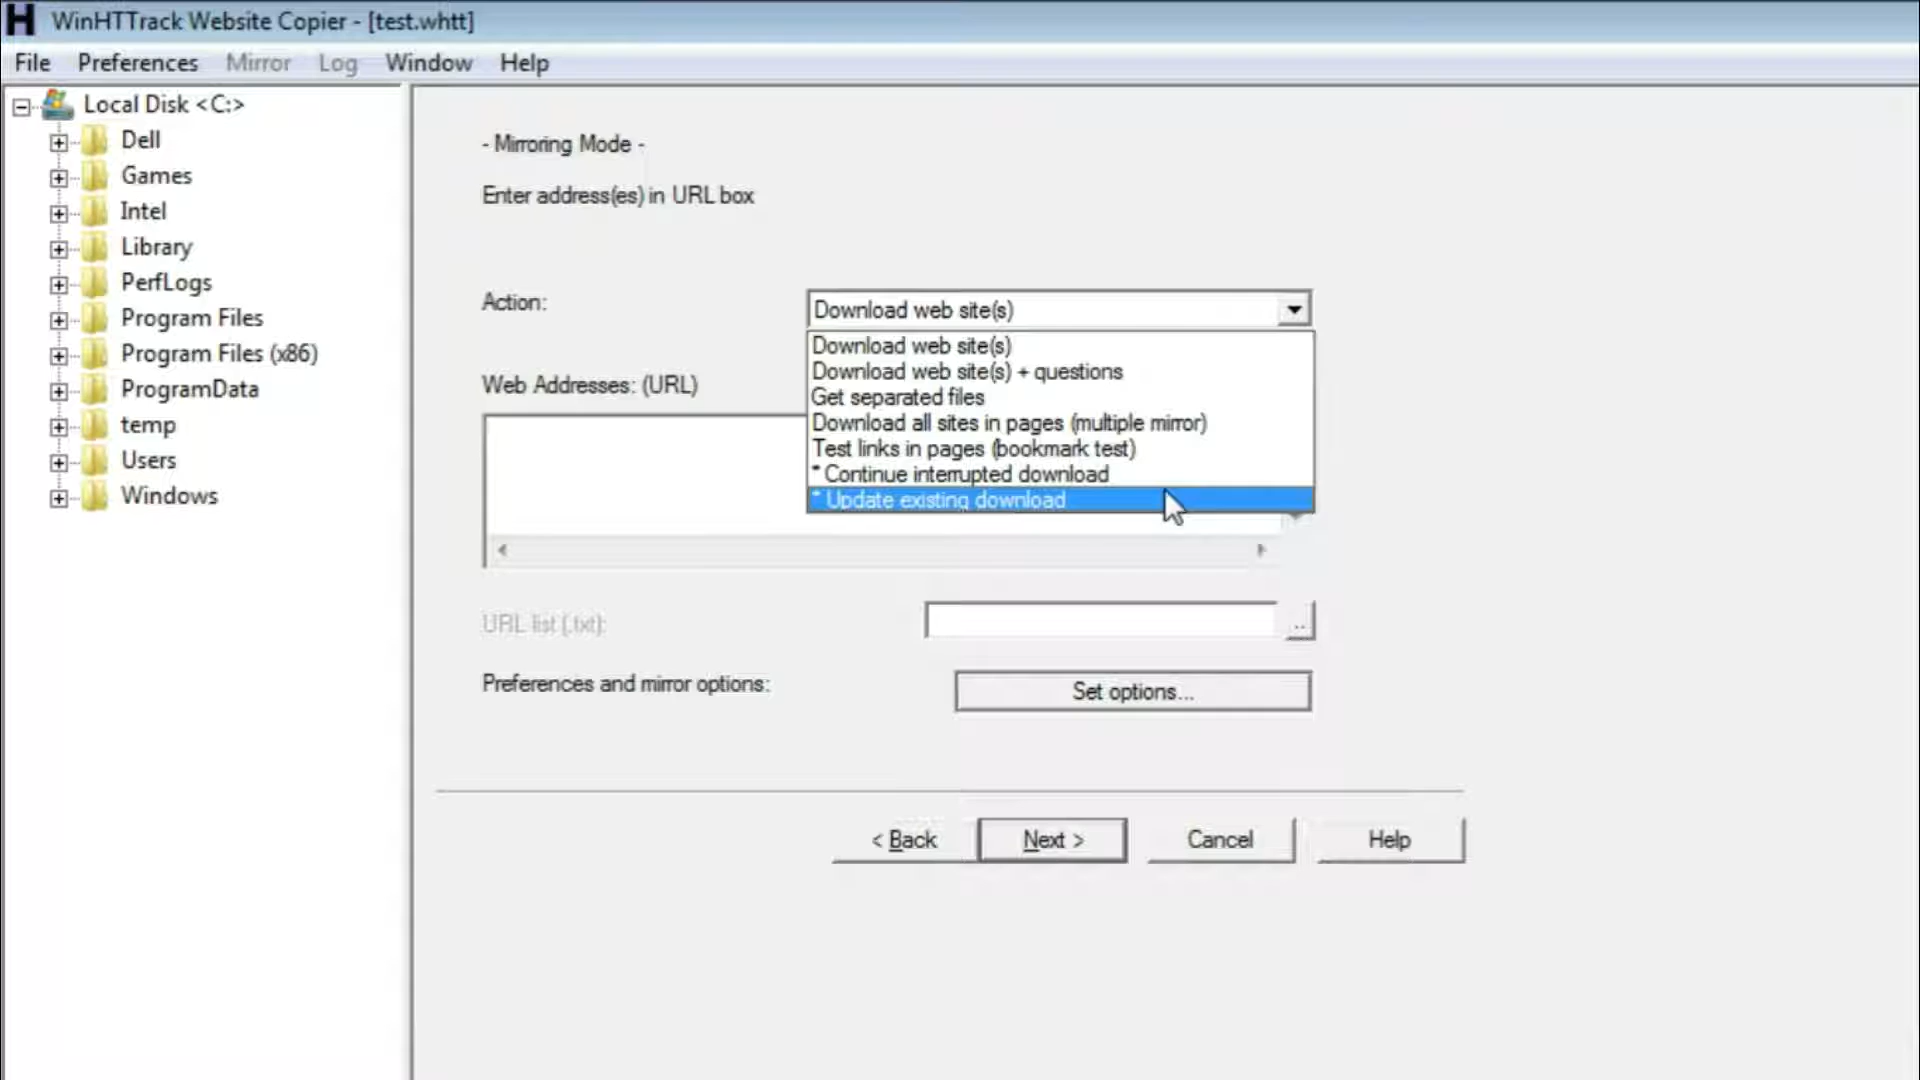 WinHTTrack Website Copier - [test.whtt]
File Preferences Mirror Log Window Help
Local Disk <C:>
Dell
Games
Intel
Library
PerfLogs
Program Files
Program Files (x86)
ProgramData
temp
Users
Windows
- Mirroring Mode -
Enter address(es) in URL box
Action:
Download web site(s)
Download web site(s)
Download web site(s) + questions
Get separated files
Download all sites in pages (multiple mirror)
Test links in pages (bookmark test)
* Continue interrupted download
* Update existing download
Web Addresses: (URL)
URL list (.txt):
..
Preferences and mirror options:
Set options...
< Back
Next >
Cancel
Help